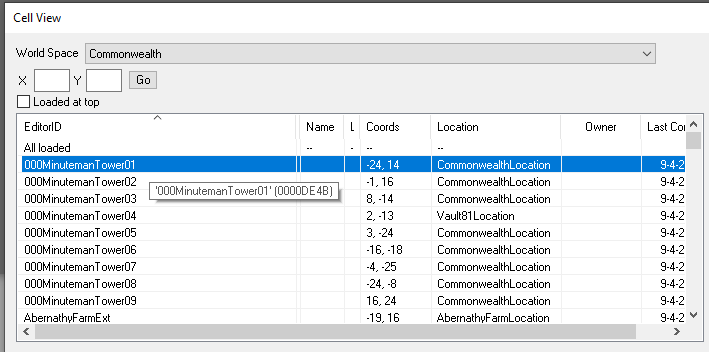 Cell View
World Space Commonwealth
X Y Go
Loaded at top
EditorID Name L Coords Location Owner Last Cor
All loaded -- -- -- --
000MinutemanTower01 -24, 14 CommonwealthLocation 9-4-2
000MinutemanTower02 -1, 16 CommonwealthLocation 9-4-2
'000MinutemanTower01' (0000DE4B)
000MinutemanTower03 8, -14 CommonwealthLocation 9-4-2
000MinutemanTower04 2, -13 Vault81Location 9-4-2
000MinutemanTower05 3, -24 CommonwealthLocation 9-4-2
000MinutemanTower06 -16, -18 CommonwealthLocation 9-4-2
000MinutemanTower07 -4, -25 CommonwealthLocation 9-4-2
000MinutemanTower08 -24, -8 CommonwealthLocation 9-4-2
000MinutemanTower09 16, 24 CommonwealthLocation 9-4-2
AbernathyFarmExt -19, 16 AbernathyFarmLocation 9-4-2